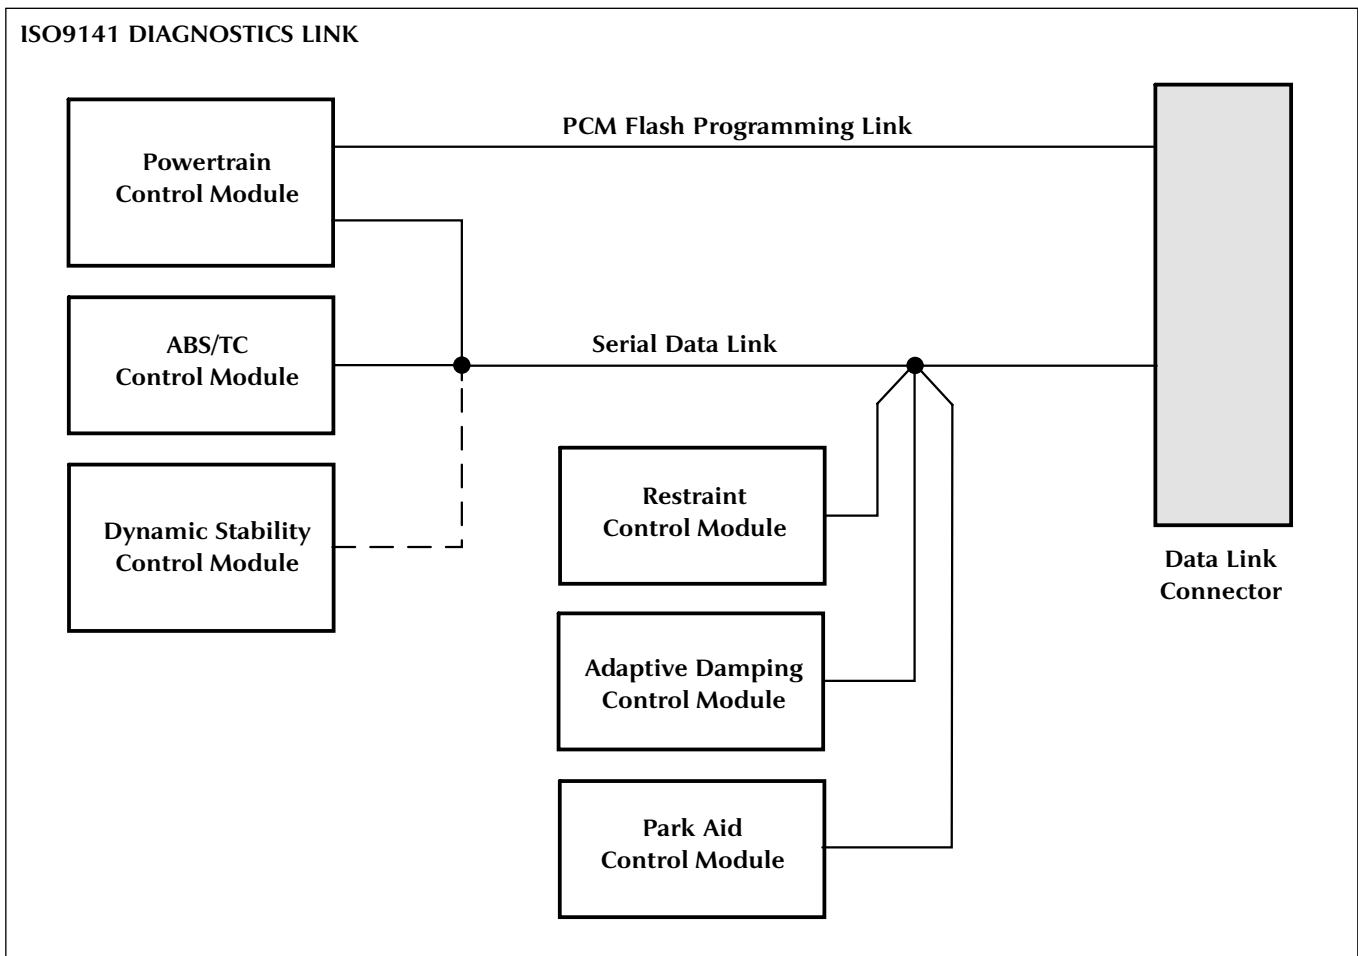 ISO9141 DIAGNOSTICS LINK
PCM Flash Programming Link
Powertrain
Control Module
ABS/TC
Control Module
Serial Data Link
Dynamic Stability
Control Module
Restraint
Control Module
Data Link
Connector
Adaptive Damping
Control Module
Park Aid
Control Module